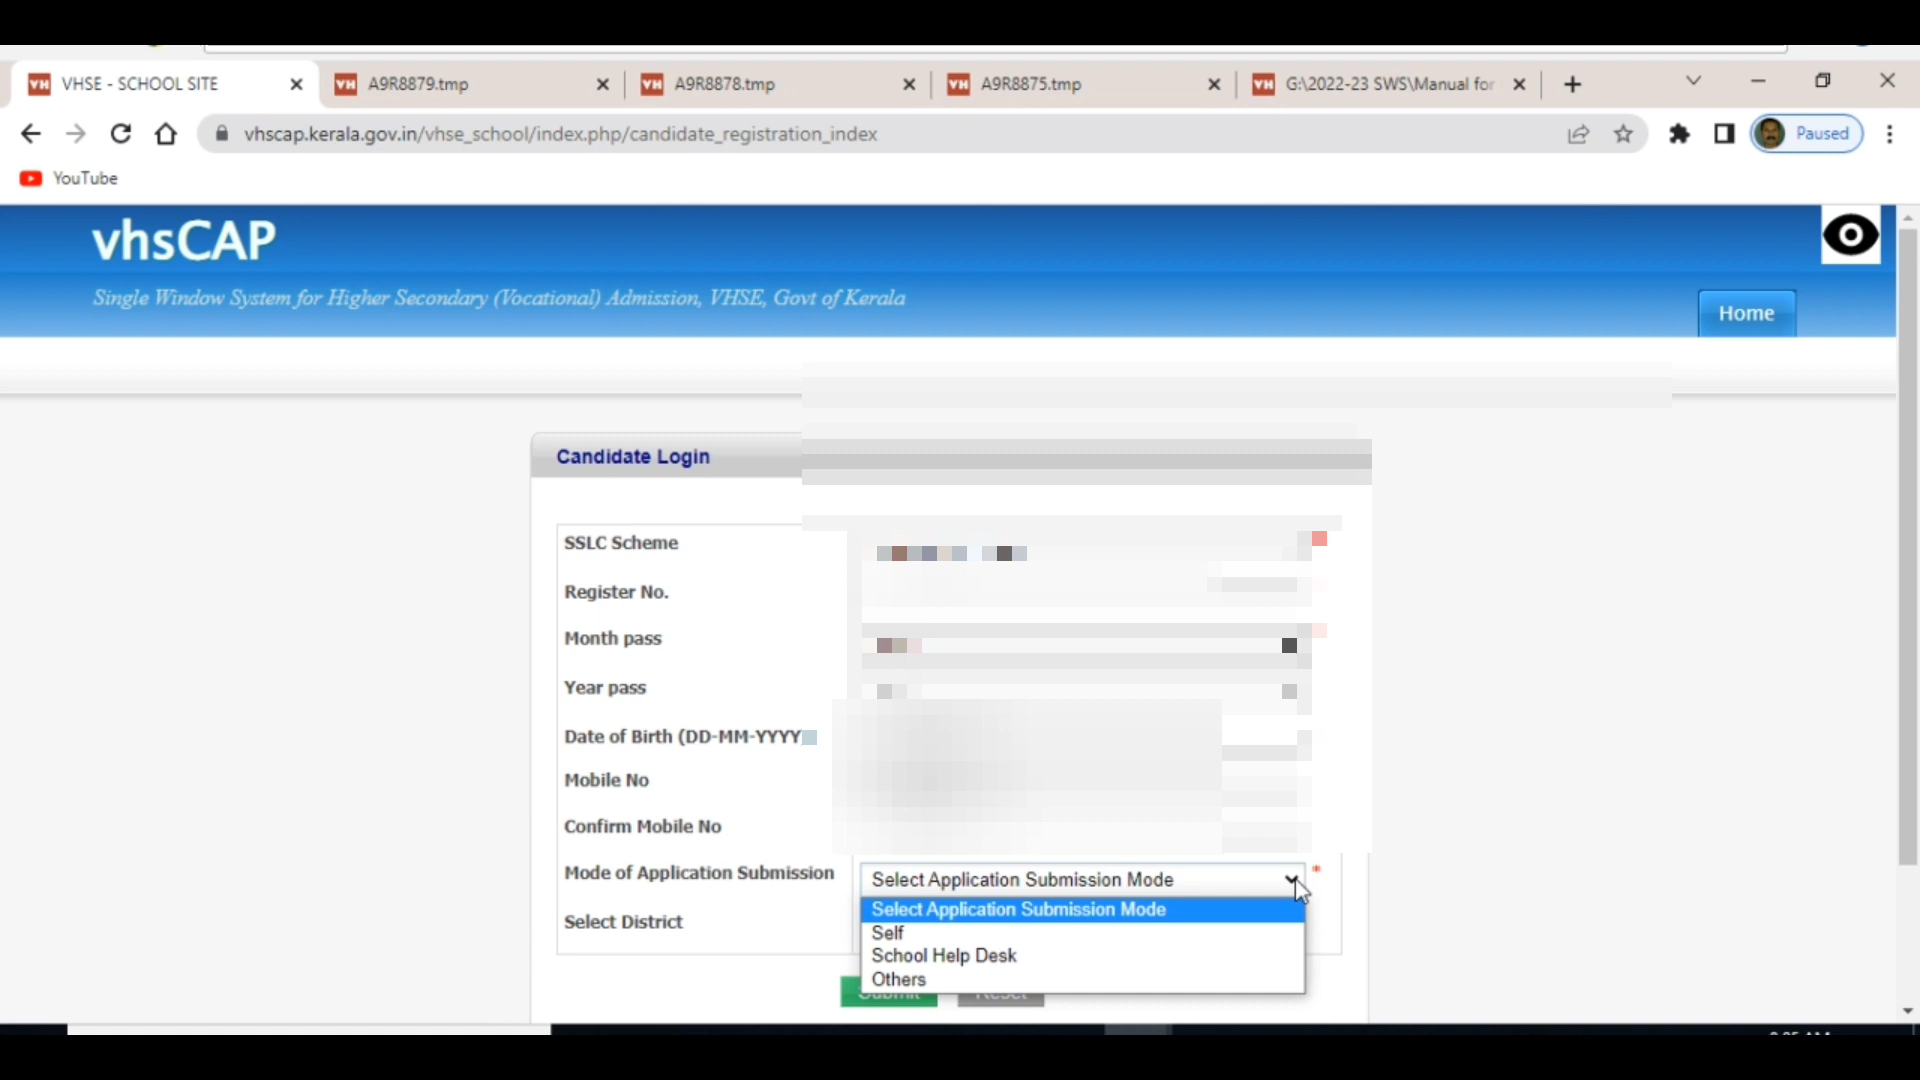 VHSE - SCHOOL SITE
A9R8879.tmp
A9R8878.tmp
A9R8875.tmp
G:\2022-23 SWS\Manual for
vhscap.kerala.gov.in/vhse_school/index.php/candidate_registration_index
Paused
YouTube
vhsCAP
Single Window System for Higher Secondary (Vocational) Admission, VHSE, Govt of Kerala
Home
Candidate Login
SSLC Scheme
Register No.
Month pass
Year pass
Date of Birth (DD-MM-YYYY
Mobile No
Confirm Mobile No
Mode of Application Submission
Select Application Submission Mode
*
Select Application Submission Mode
Select District
Self
School Help Desk
Others
Submit
Reset